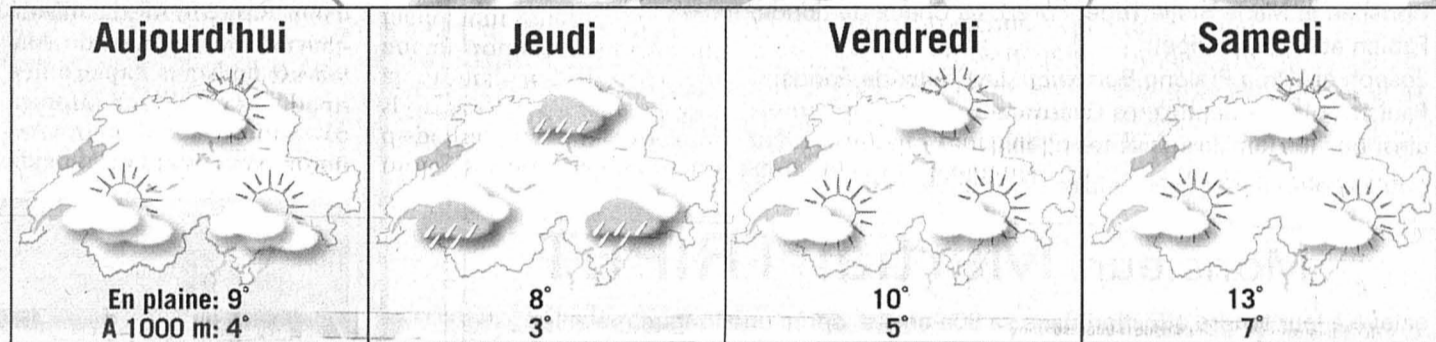 Aujourd'hui
En plaine: 9°
A 1000 m: 4°
Jeudi
8°
3°
Vendredi
10°
5°
Samedi
13°
7°